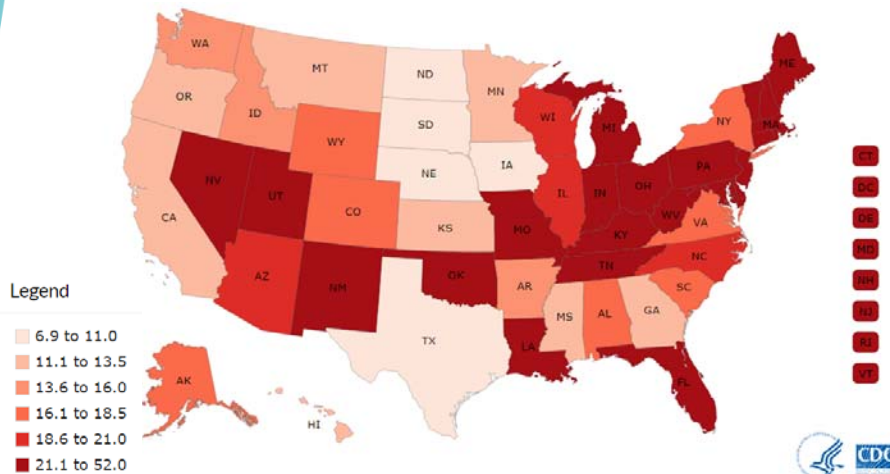 WA
MT
ND
MN
ME
OR
ID
SD
WI
MI
NY
MA
WY
IA
PA
NE
NV
UT
CO
IL
IN
OH
WV
VA
CA
KS
MO
KY
NC
TN
AZ
NM
OK
AR
SC
MS
AL
GA
TX
LA
FL
AK
HI
CT
DC
DE
MD
NH
NJ
RI
VT
Legend
6.9 to 11.0
11.1 to 13.5
13.6 to 16.0
16.1 to 18.5
18.6 to 21.0
21.1 to 52.0
CDC